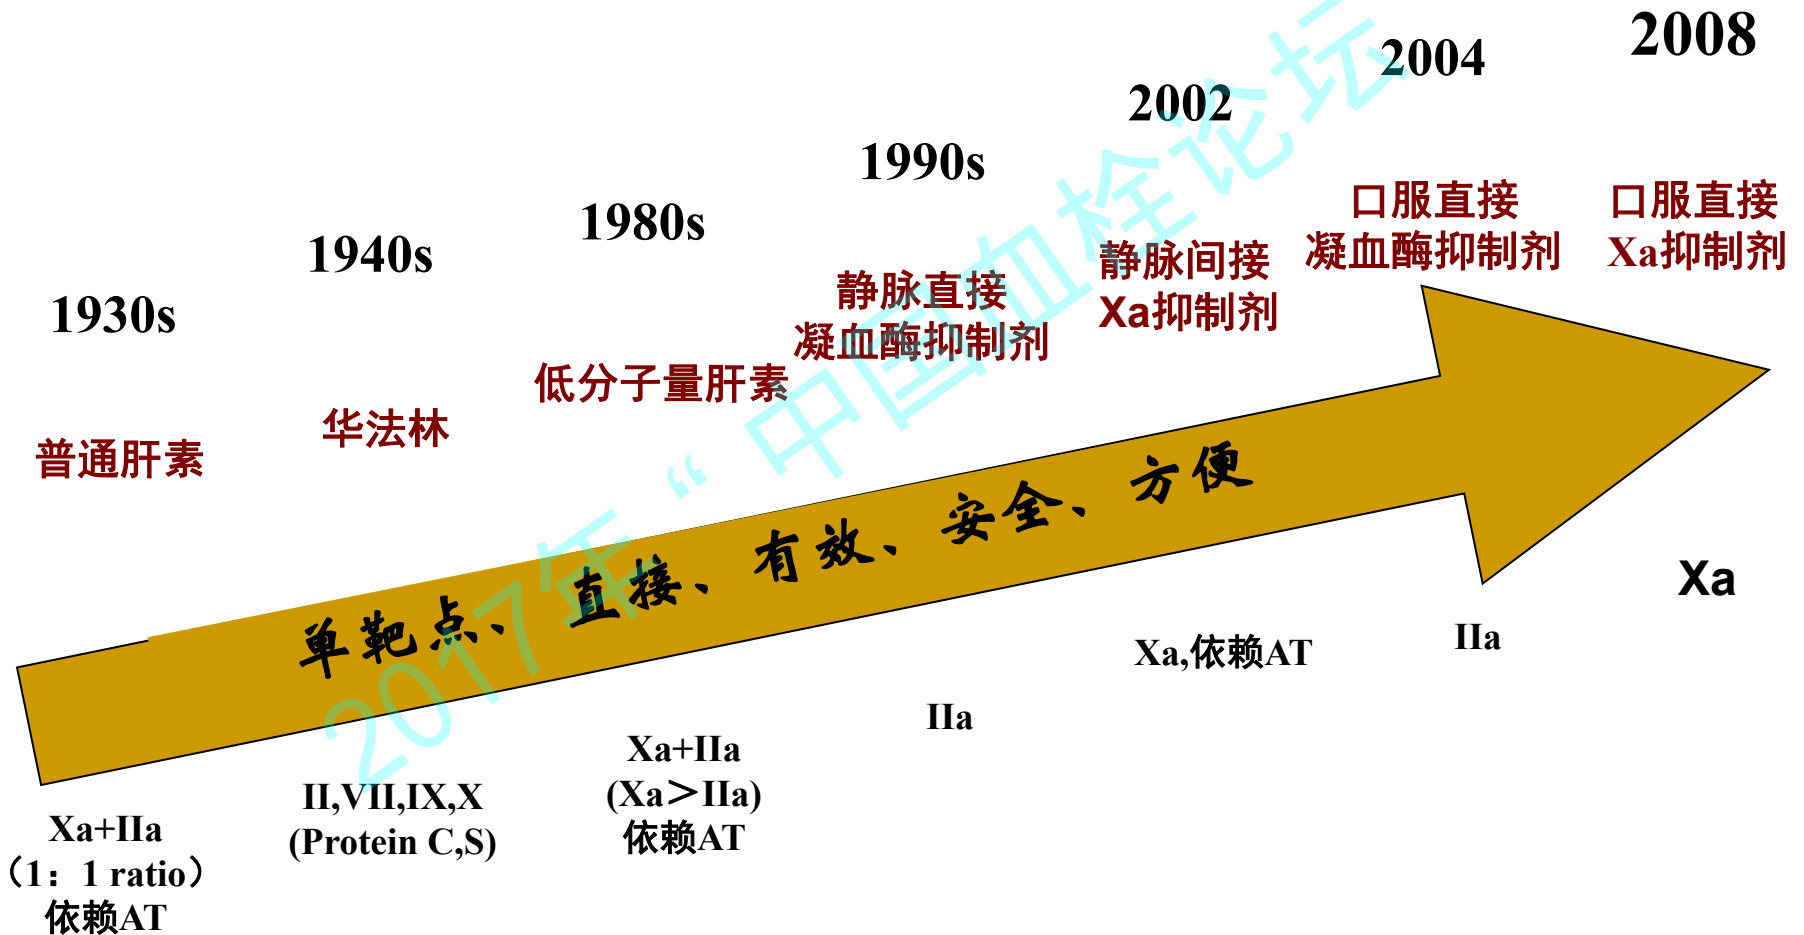 1930s
1940s
1980s
1990s
2002
2004
2008
普通肝素
华法林
低分子量肝素
静脉直接
凝血酶抑制剂
静脉间接
Xa抑制剂
口服直接
凝血酶抑制剂
口服直接
Xa抑制剂
单靶点、直接、有效、安全、方便
Xa+IIa
（1：1 ratio）
依赖AT
II,VII,IX,X
(Protein C,S)
Xa+IIa
(Xa＞IIa)
依赖AT
IIa
Xa,依赖AT
IIa
Xa
2017年“中国血栓论坛